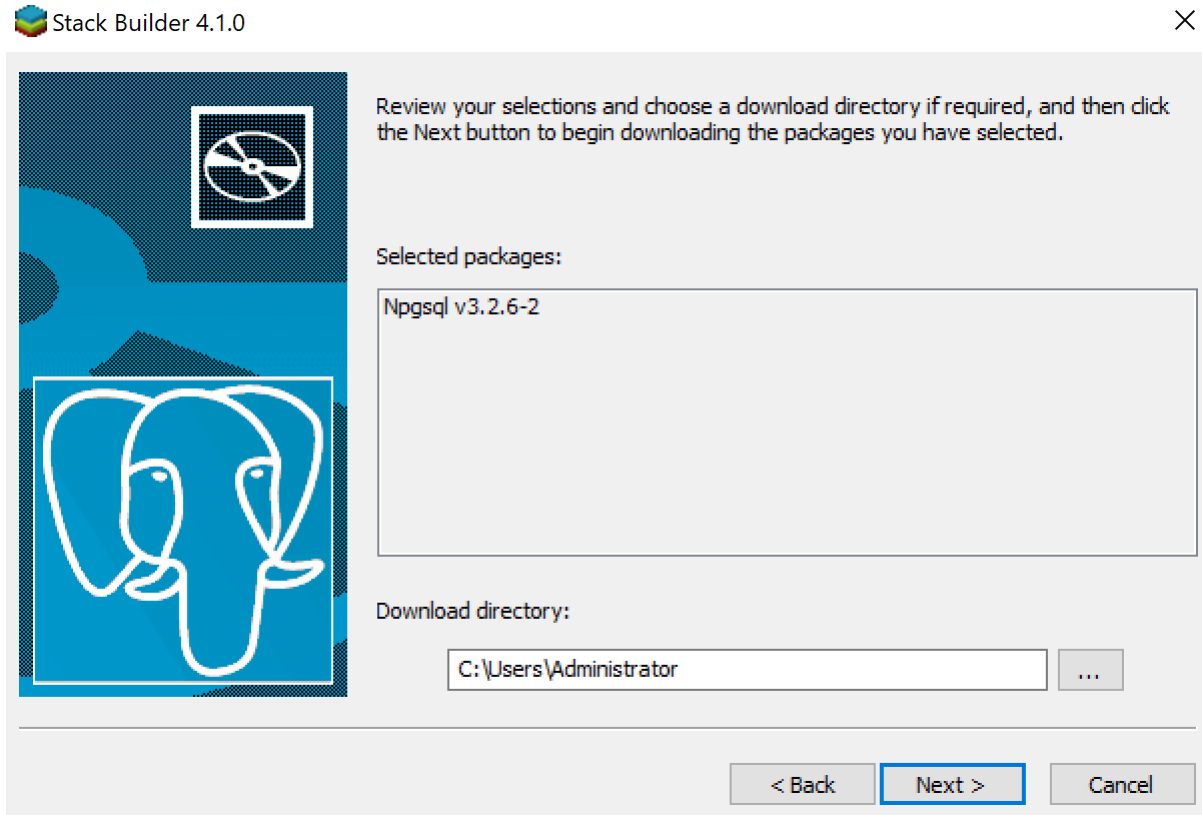 Stack Builder 4.1.0
Review your selections and choose a download directory if required, and then click
the Next button to begin downloading the packages you have selected.
Selected packages:
Npgsql v3.2.6-2
Download directory:
C:\Users\Administrator
...
< Back
Next >
Cancel